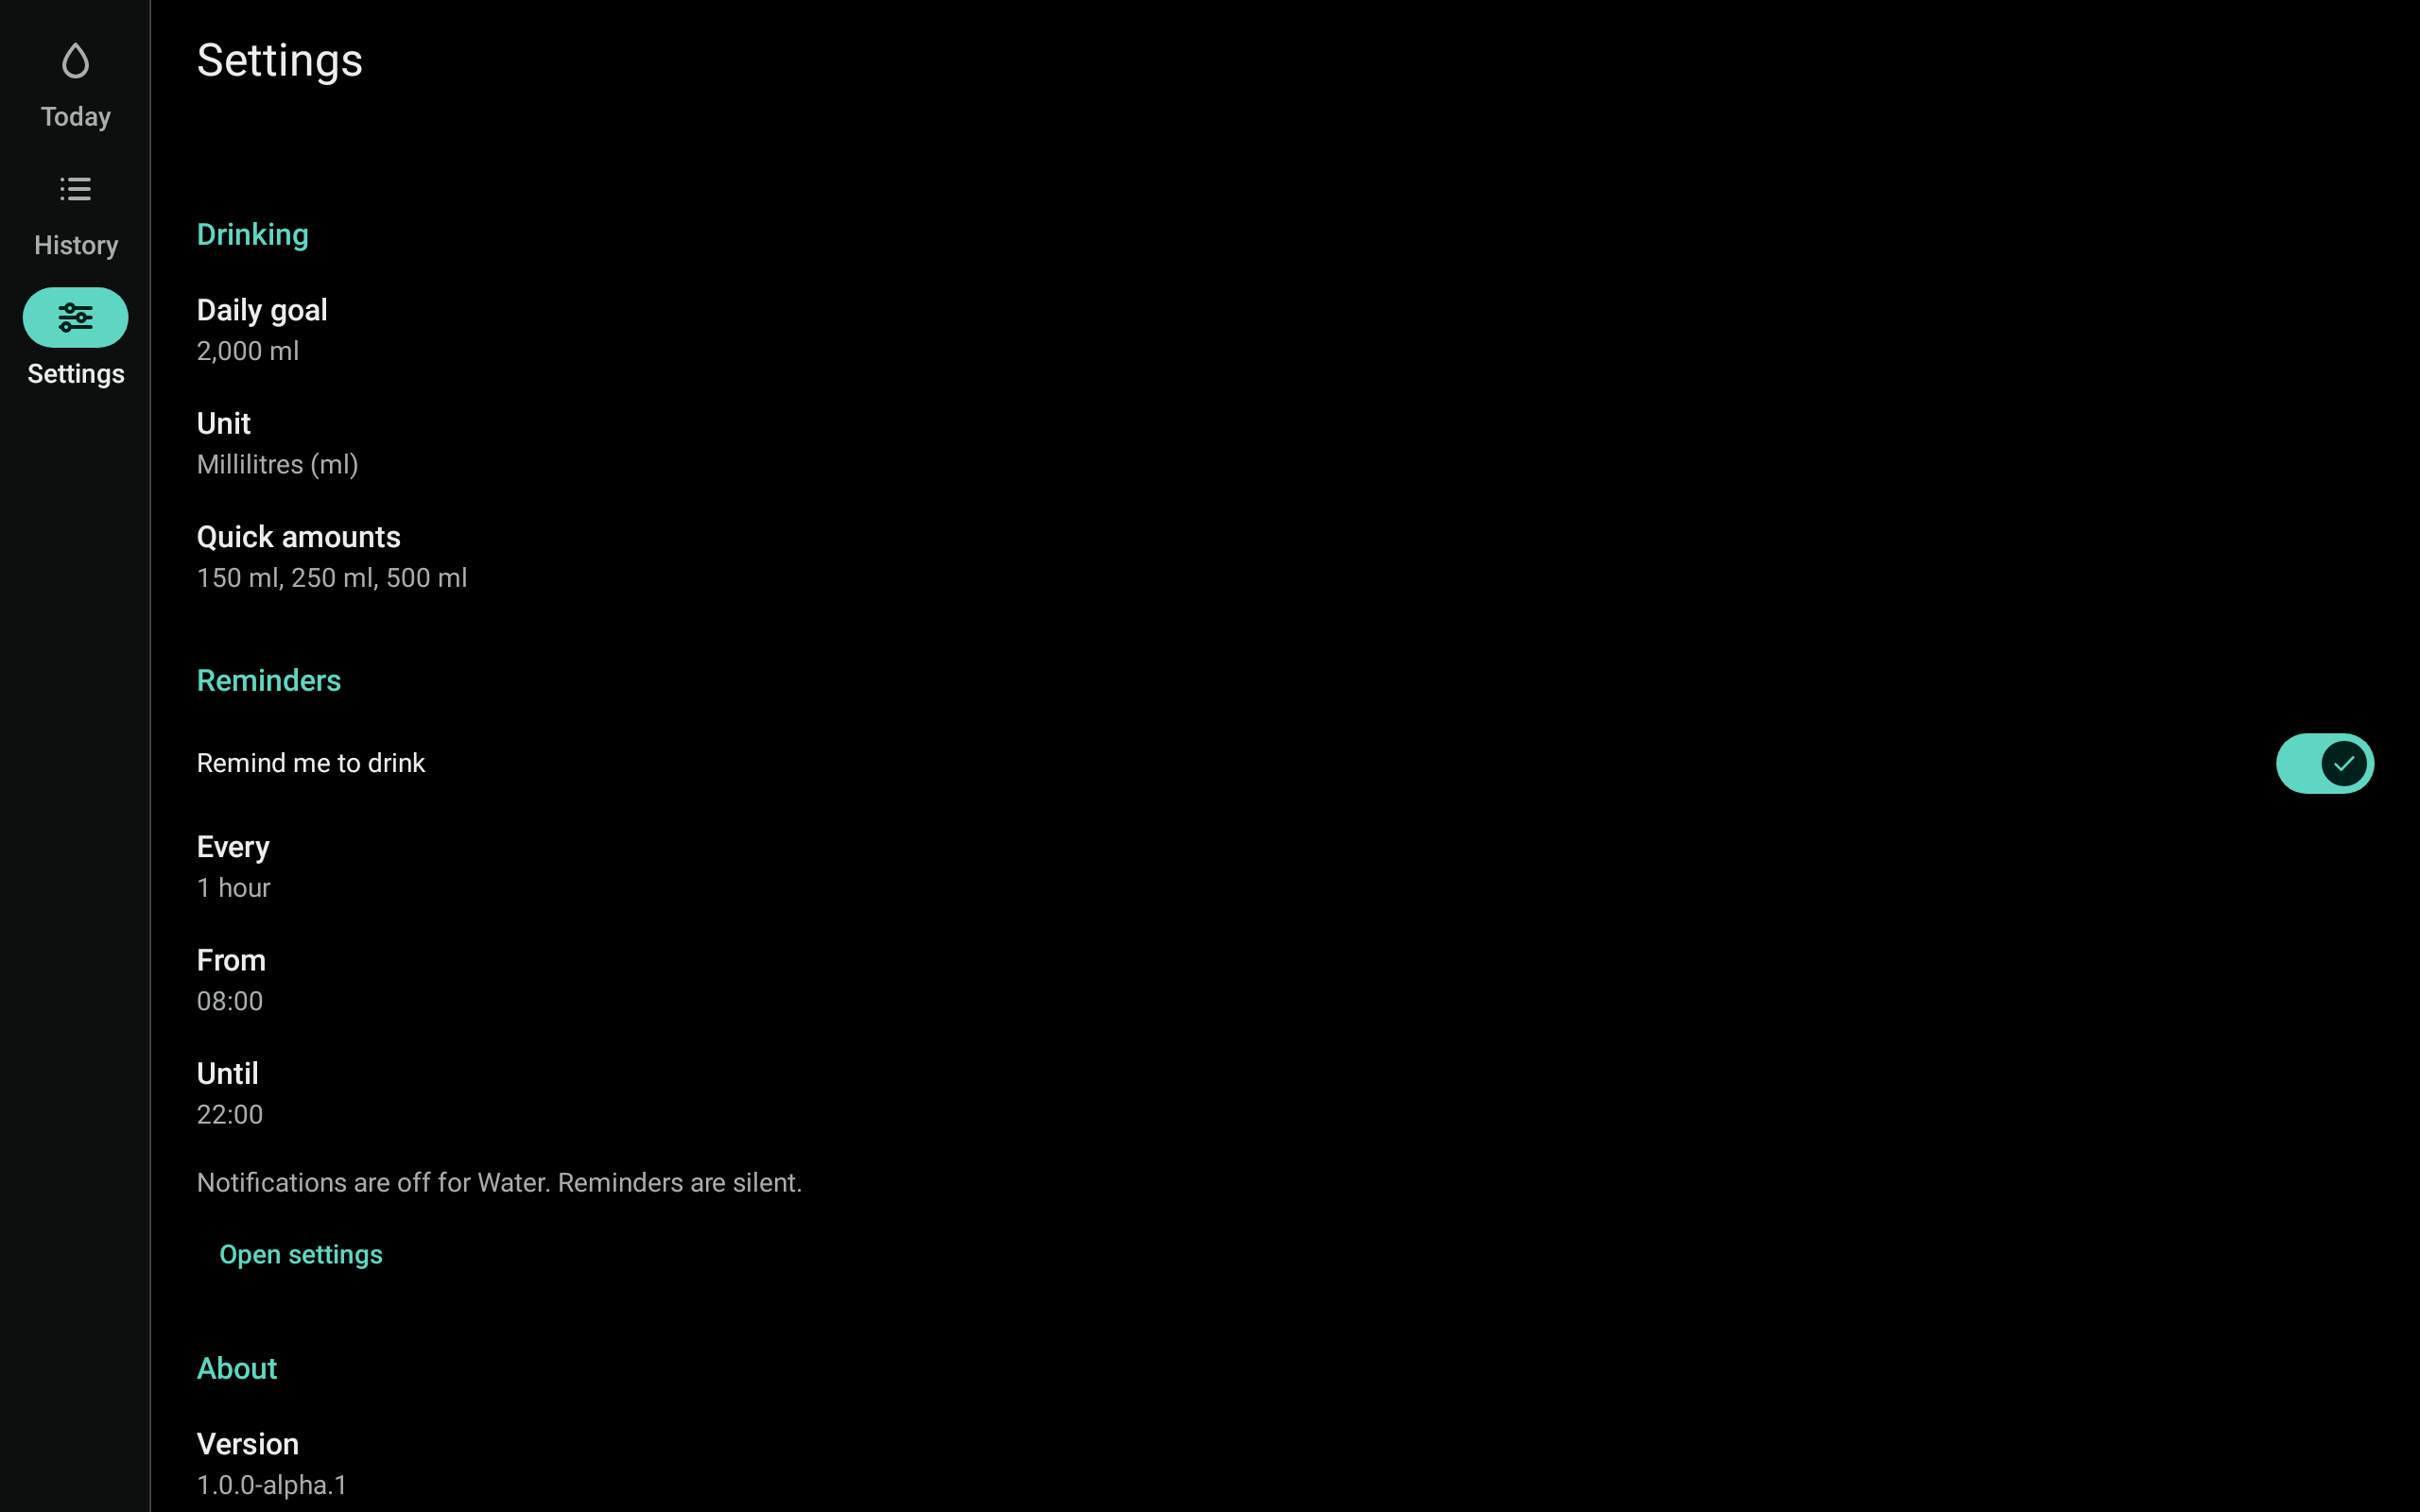 Today
History
Settings
Settings
Drinking
Daily goal
2,000 ml
Unit
Millilitres (ml)
Quick amounts
150 ml, 250 ml, 500 ml
Reminders
Remind me to drink
Every
1 hour
From
08:00
Until
22:00
Notifications are off for Water. Reminders are silent.
Open settings
About
Version
1.0.0-alpha.1